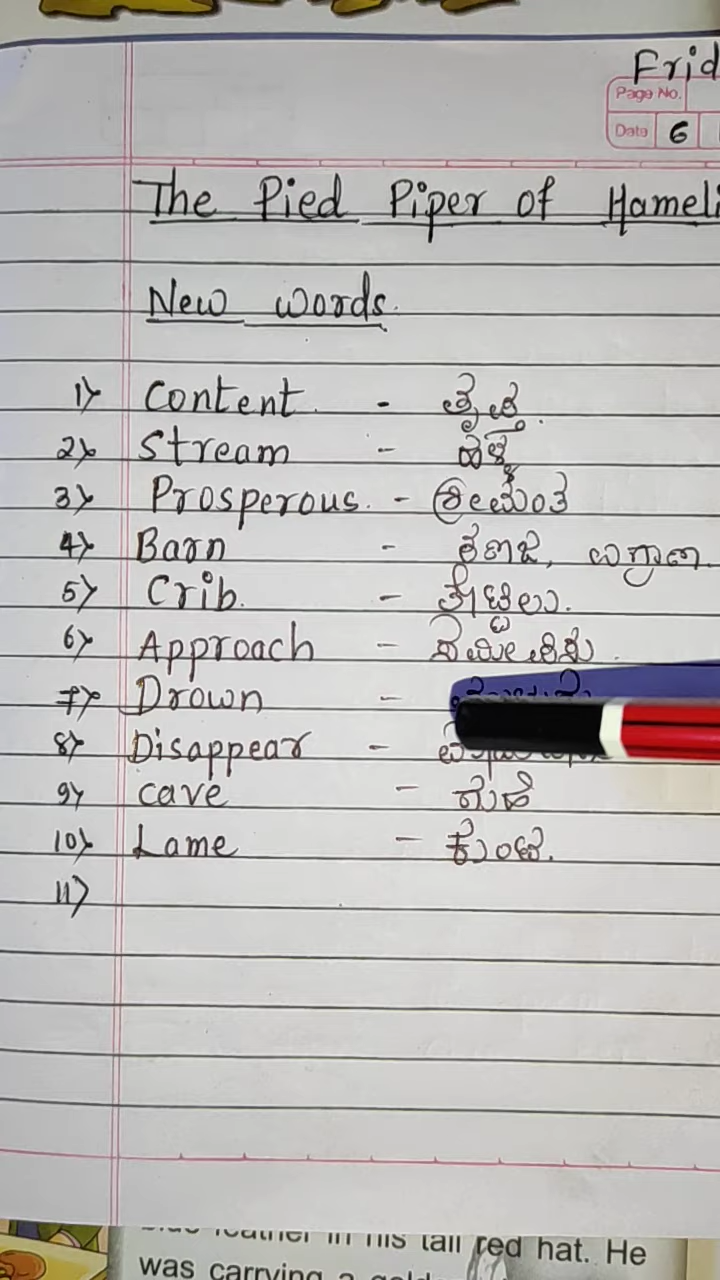 Frid
Page No.
Date 6
The Pied Piper of Hameli
New words.
1) Content - ತೃಪ್ತ.
2) Stream - ಹಳ್ಳ
3) Prosperous. - ಶ್ರೀಮಂತ
4) Barn - ಕಣಜ,
5) Crib. -
6) Approach - ಸಮೀಪಿಸು.
7) Drown -
8) Disappear -
9) Cave - ಗುಹೆ
10) Lame - ಕುಂಟ.
11)
in his tall red hat. He
was carrying a